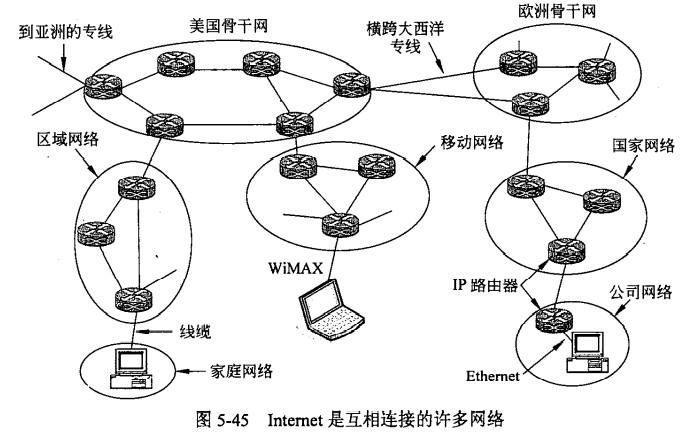 到亚洲的专线
美国骨干网
横跨大西洋
专线
欧洲骨干网
区域网络
移动网络
国家网络
WiMAX
IP 路由器
公司网络
线缆
家庭网络
Ethernet
图 5-45 Internet 是互相连接的许多网络